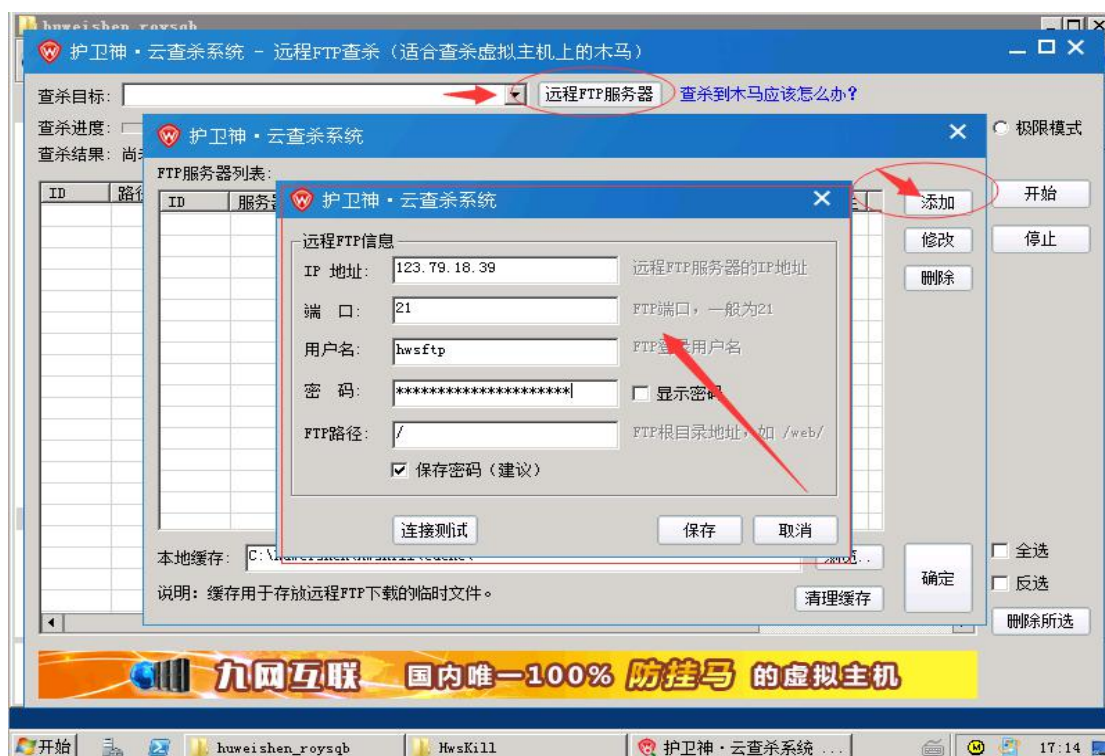 huweishen_roysqb
护卫神·云查杀系统 - 远程FTP查杀（适合查杀虚拟主机上的木马）
查杀目标: 远程FTP服务器 查杀到木马应该怎么办?
查杀进度: 极限模式
查杀结果: 尚
护卫神·云查杀系统
FTP服务器列表:
ID 路径
ID 服务
添加 开始
修改 停止
删除
护卫神·云查杀系统
远程FTP信息
IP 地址: 123.79.18.39 远程FTP服务器的IP地址
端 口: 21 FTP端口，一般为21
用户名: hwsftp FTP登录用户名
密 码: ********************* 显示密码
FTP路径: / FTP根目录地址，如 /web/
保存密码（建议）
连接测试 保存 取消
本地缓存: C:\
说明: 缓存用于存放远程FTP下载的临时文件。
清理缓存
确定
全选
反选
删除所选
九网互联 国内唯一100% 防挂马 的虚拟主机
开始 huweishen_roysqb HwsKill 护卫神·云查杀系统 ... 17:14